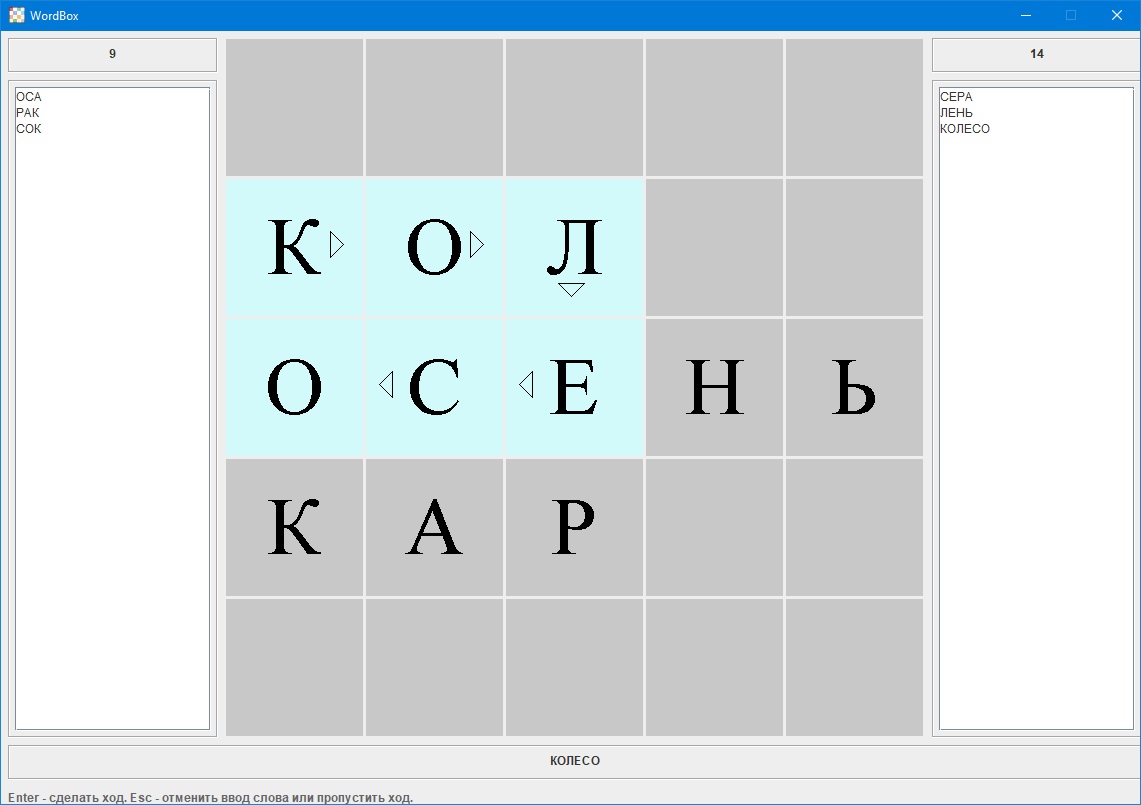 WordBox
9
14
ОСА
РАК
СОК
К О Л
О С Е Н Ь
К А Р
СЕРА
ЛЕНЬ
КОЛЕСО
КОЛЕСО
Enter - сделать ход. Esc - отменить ввод слова или пропустить ход.